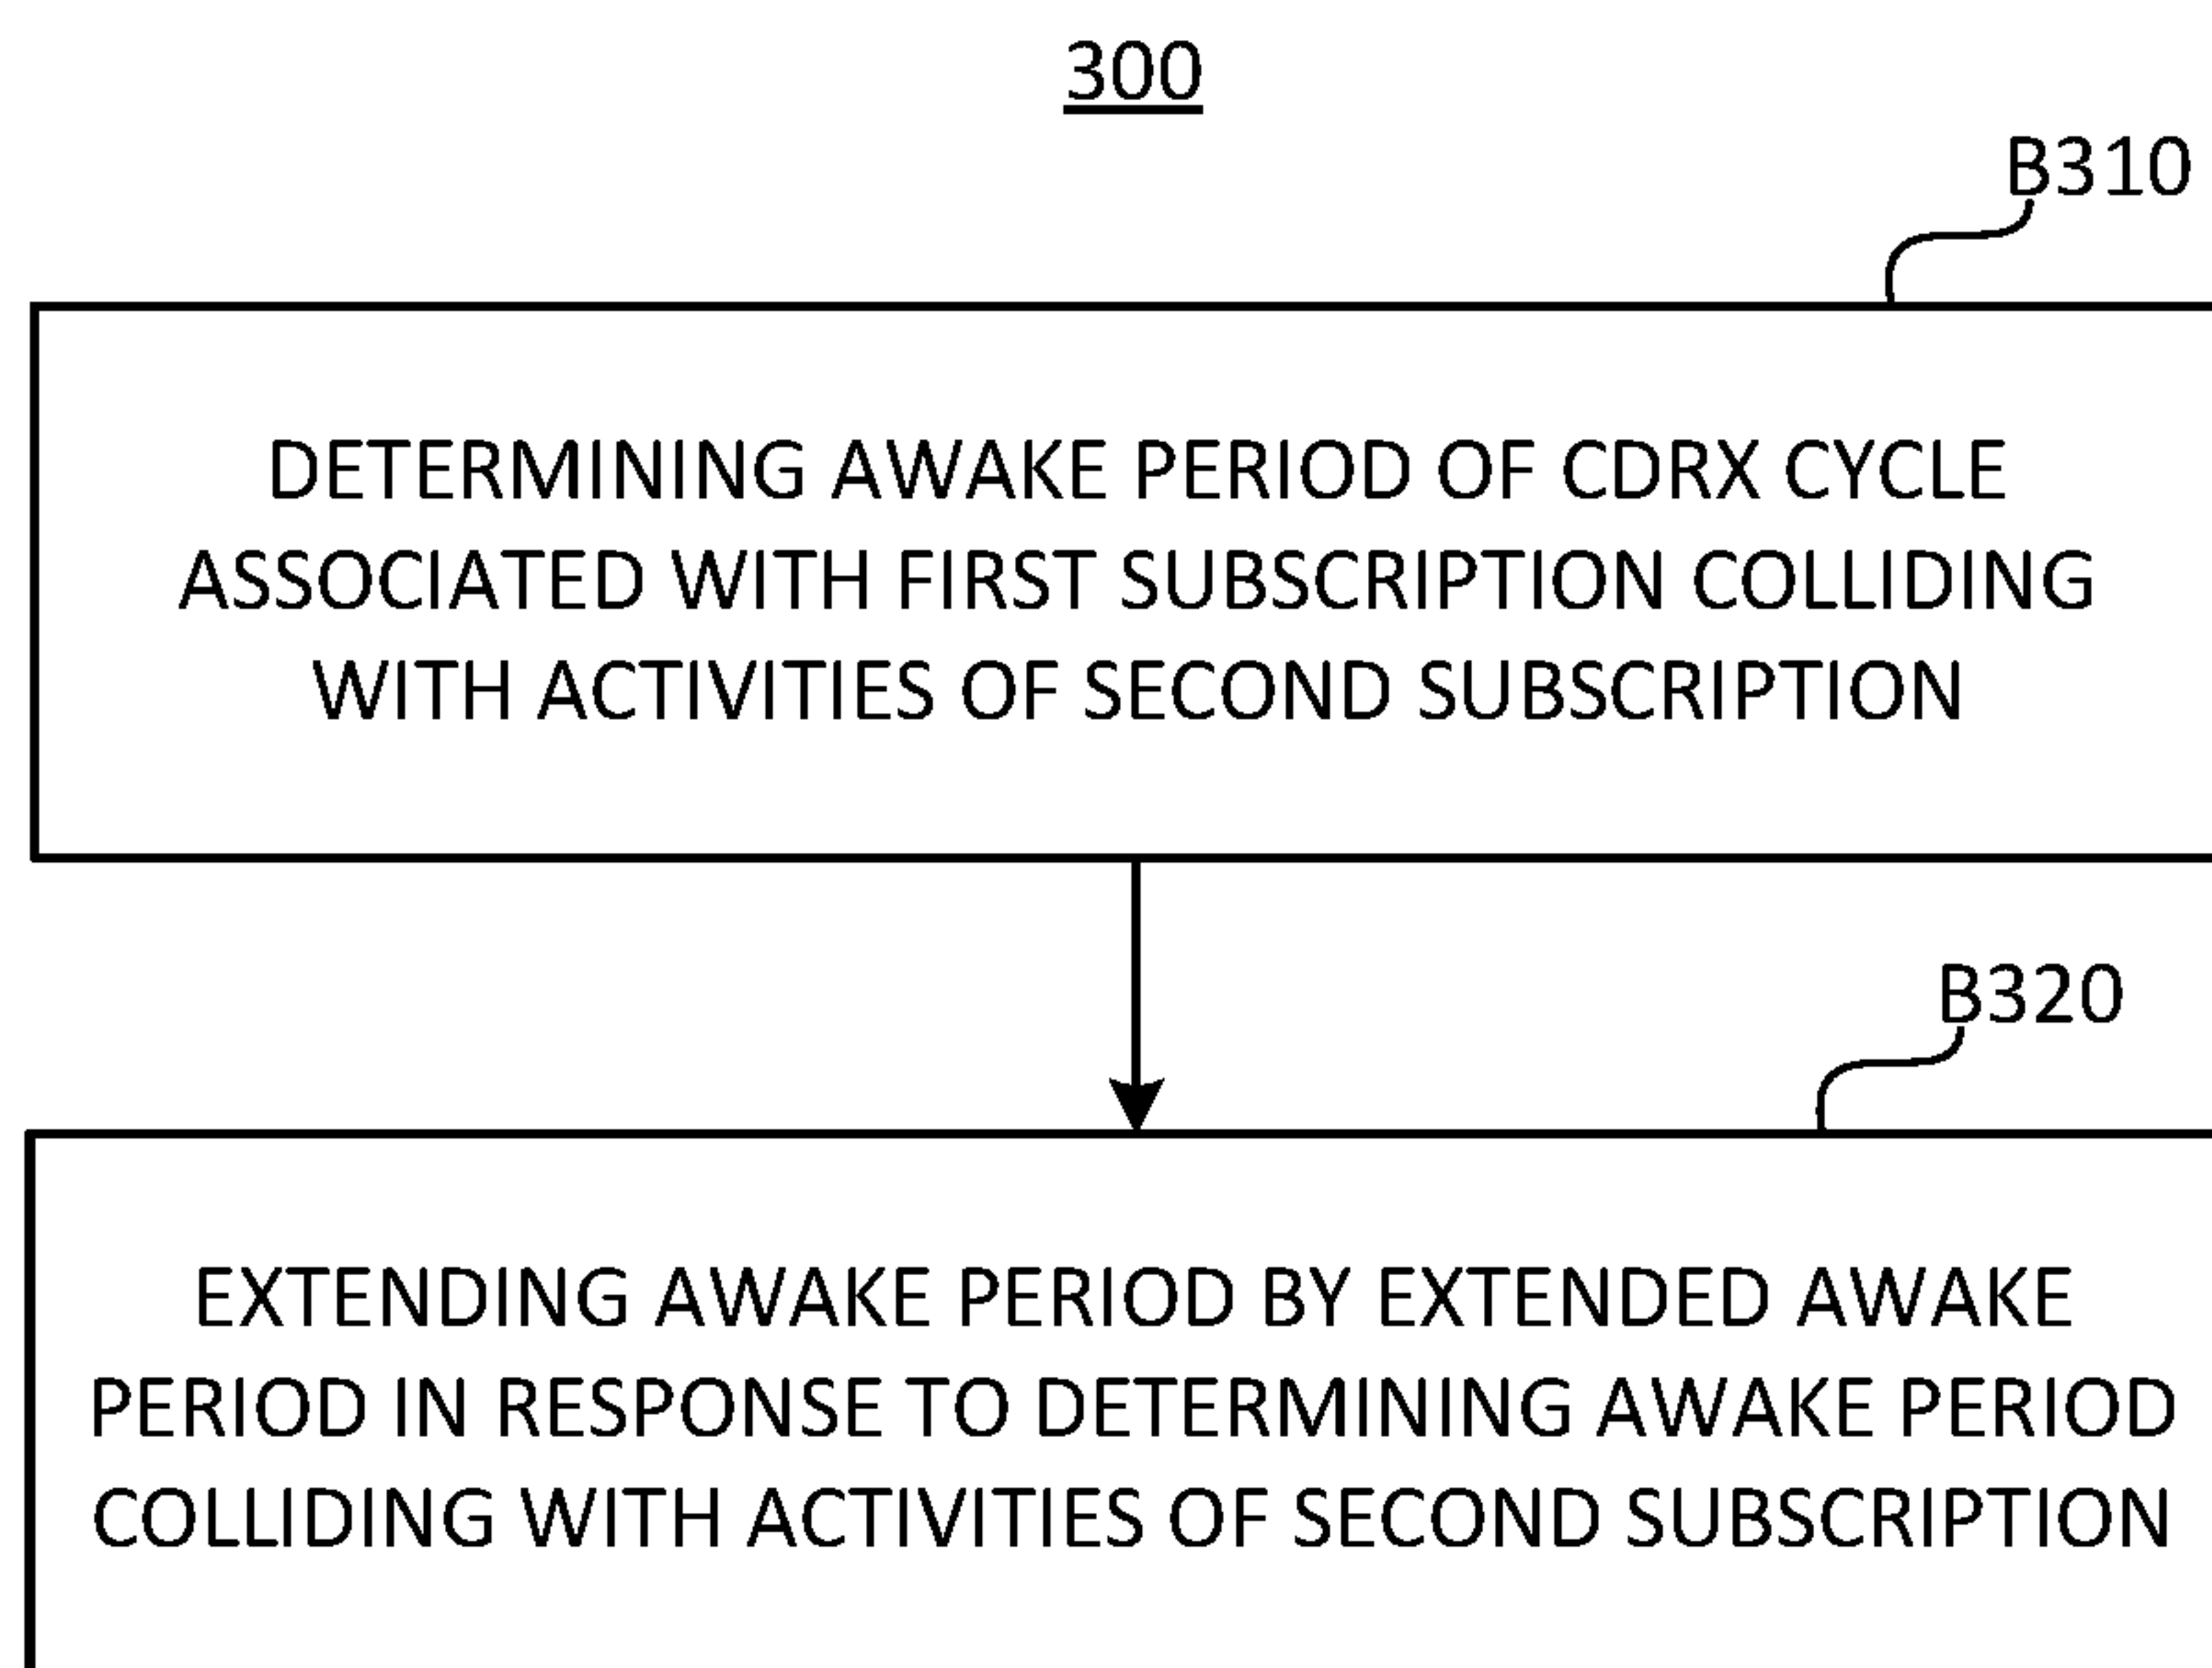 300
B310
DETERMINING AWAKE PERIOD OF CDRX CYCLE
ASSOCIATED WITH FIRST SUBSCRIPTION COLLIDING
WITH ACTIVITIES OF SECOND SUBSCRIPTION
B320
EXTENDING AWAKE PERIOD BY EXTENDED AWAKE
PERIOD IN RESPONSE TO DETERMINING AWAKE PERIOD
COLLIDING WITH ACTIVITIES OF SECOND SUBSCRIPTION